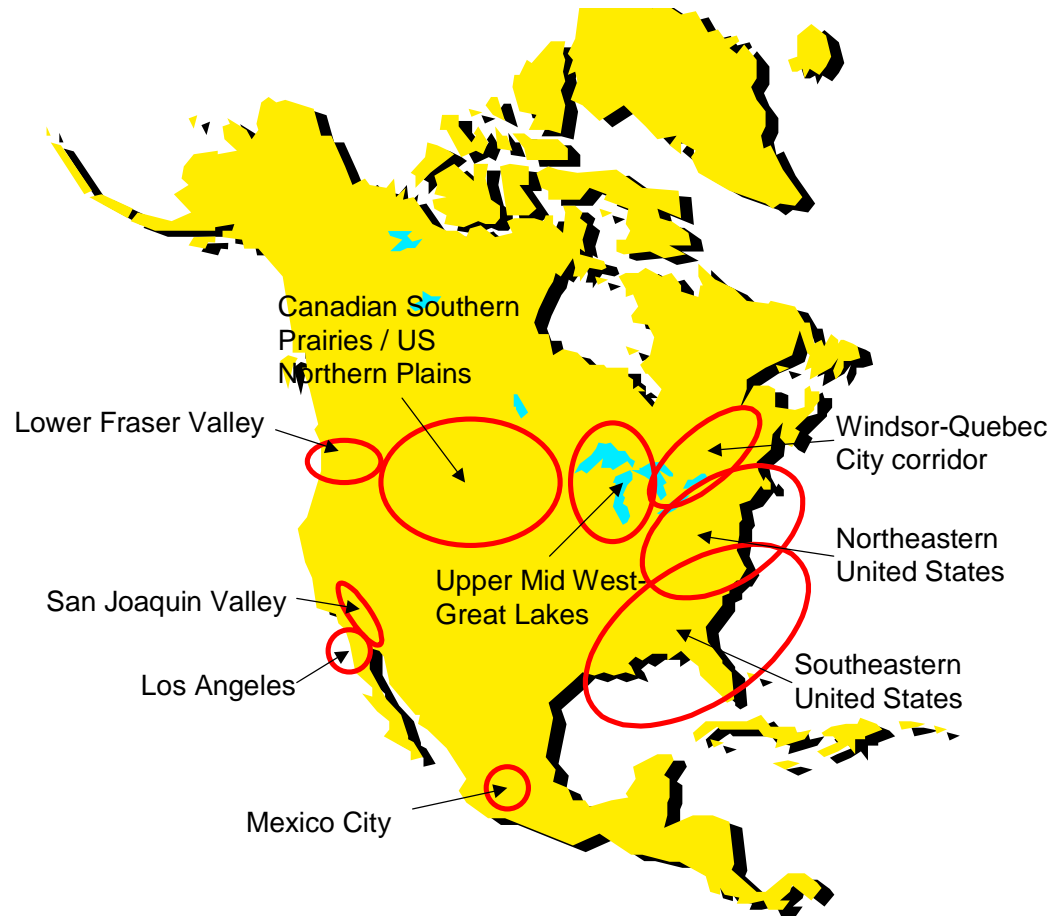 Canadian Southern
Prairies / US
Northern Plains
Lower Fraser Valley
Windsor-Quebec
City corridor
Northeastern
United States
Upper Mid West-
Great Lakes
San Joaquin Valley
Los Angeles
Southeastern
United States
Mexico City